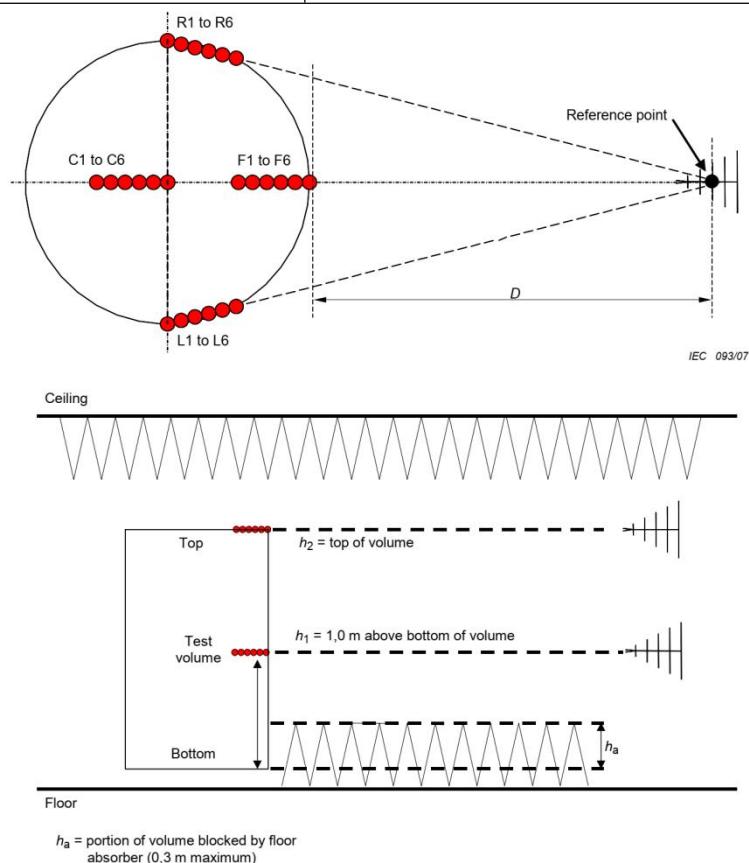 R1 to R6
Reference point
C1 to C6
F1 to F6
D
L1 to L6
IEC 093/07
Ceiling
Top
h2 = top of volume
Test
volume
h1 = 1,0 m above bottom of volume
Bottom
ha
Floor
ha = portion of volume blocked by floor
absorber (0,3 m maximum)